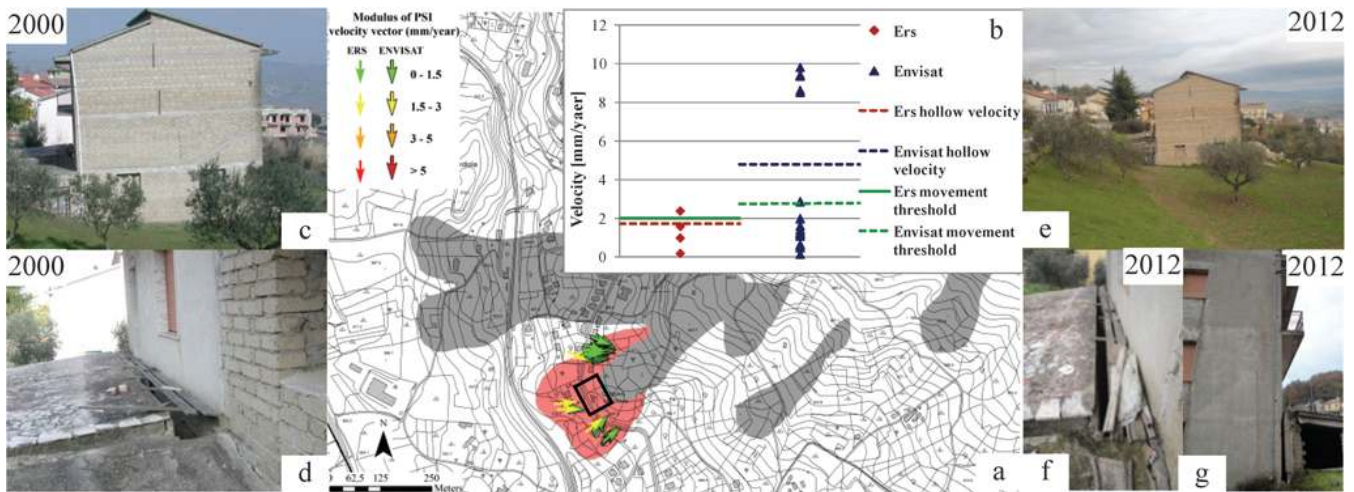 2000
c
2000
d
Modulus of PSI
velocity vector (mm/year)
ERS ENVISAT
0 - 1.5
1.5 - 3
3 - 5
> 5
N
0 62.5 125 250
Meters
a
b
Velocity [mm/yaer]
12
10
8
6
4
2
0
Ers
Envisat
Ers hollow velocity
Envisat hollow
velocity
Ers movement
threshold
Envisat movement
threshold
2012
e
2012
f
2012
g